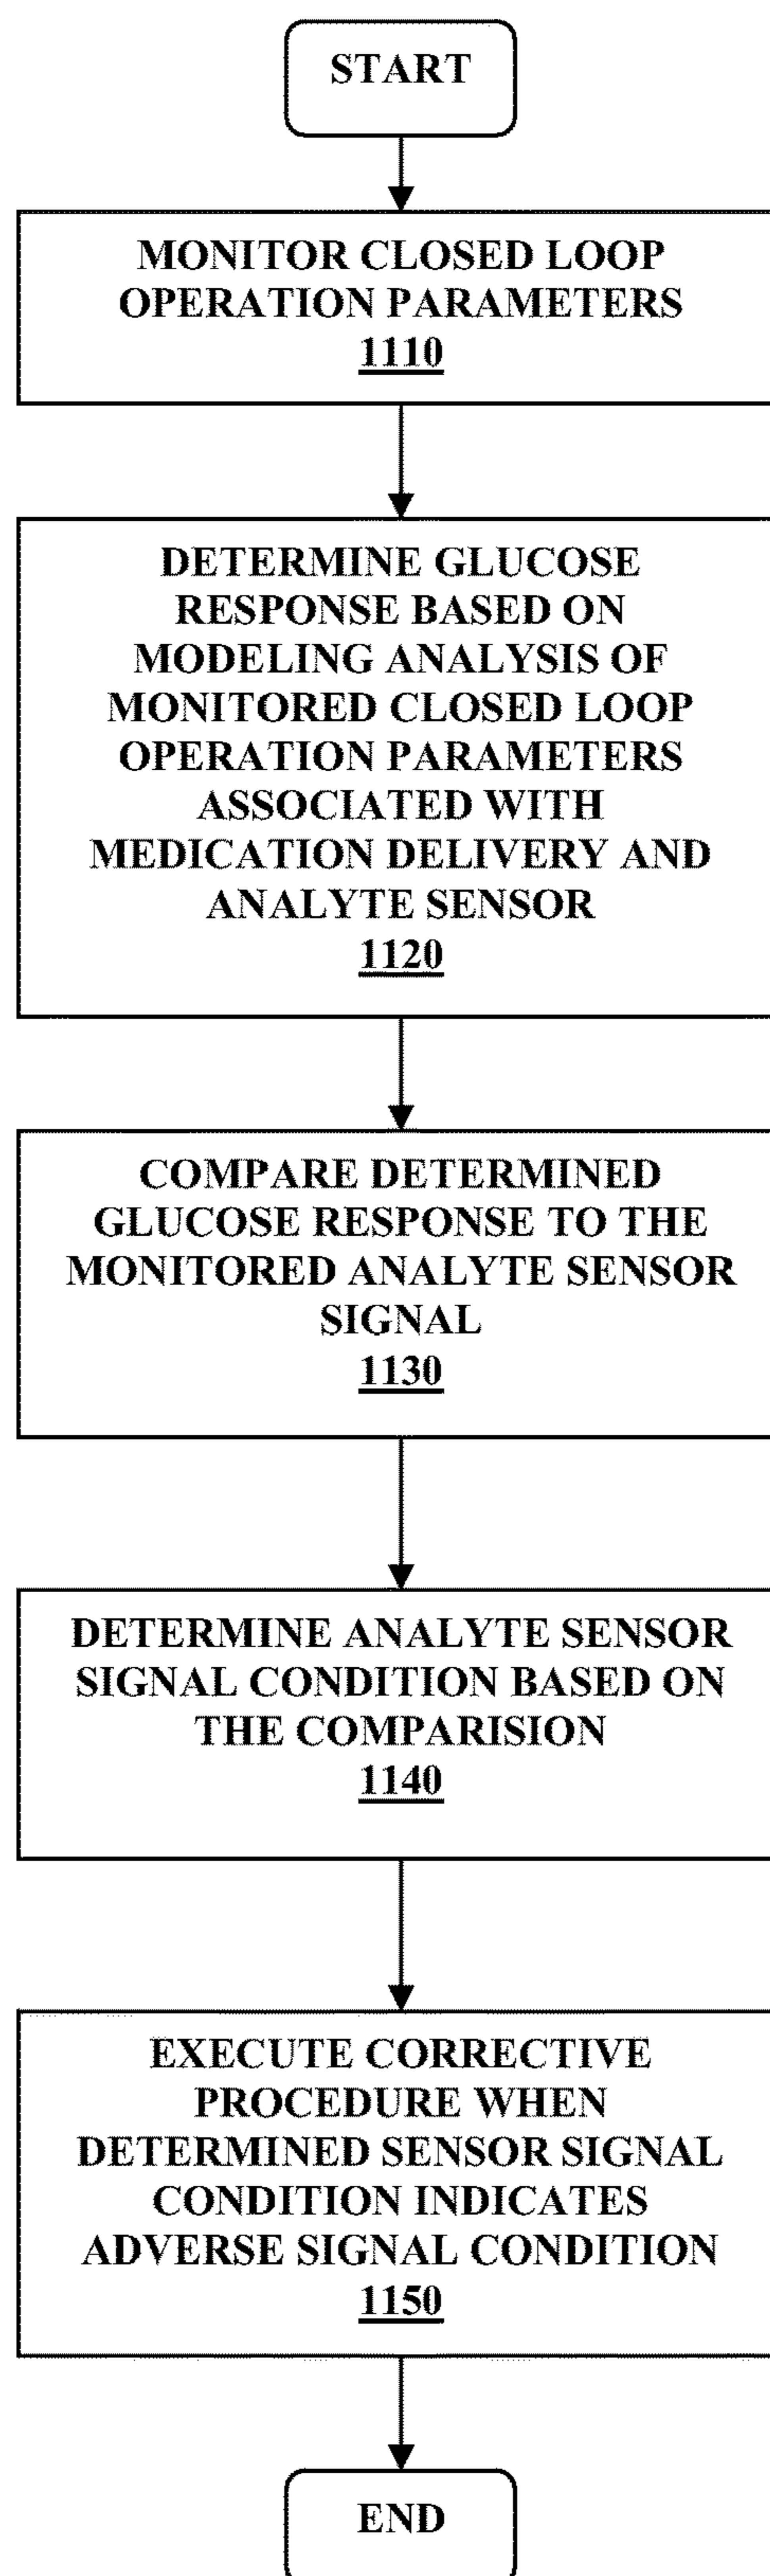 START
MONITOR CLOSED LOOP
OPERATION PARAMETERS
1110
DETERMINE GLUCOSE
RESPONSE BASED ON
MODELING ANALYSIS OF
MONITORED CLOSED LOOP
OPERATION PARAMETERS
ASSOCIATED WITH
MEDICATION DELIVERY AND
ANALYTE SENSOR
1120
COMPARE DETERMINED
GLUCOSE RESPONSE TO THE
MONITORED ANALYTE SENSOR
SIGNAL
1130
DETERMINE ANALYTE SENSOR
SIGNAL CONDITION BASED ON
THE COMPARISION
1140
EXECUTE CORRECTIVE
PROCEDURE WHEN
DETERMINED SENSOR SIGNAL
CONDITION INDICATES
ADVERSE SIGNAL CONDITION
1150
END